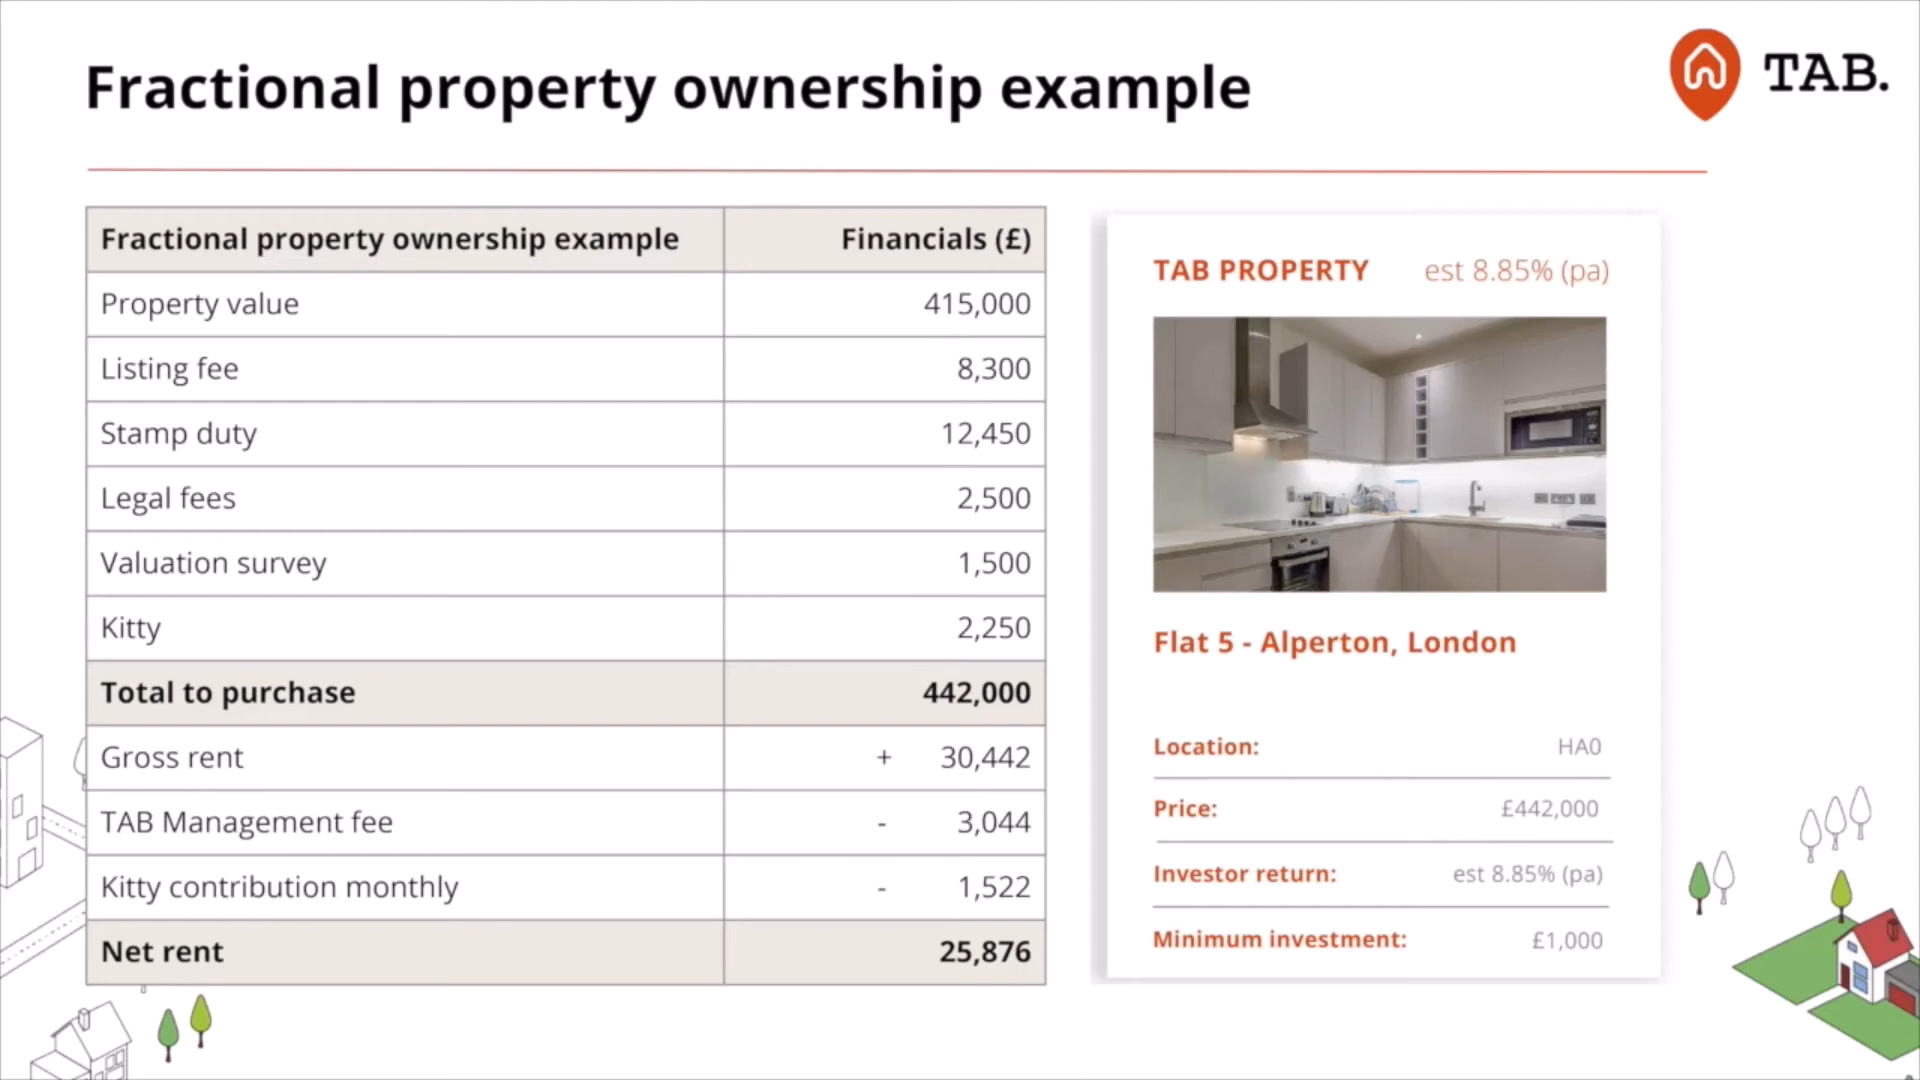 Fractional property ownership example
TAB.
Fractional property ownership example Financials (£)
Property value 415,000
Listing fee 8,300
Stamp duty 12,450
Legal fees 2,500
Valuation survey 1,500
Kitty 2,250
Total to purchase 442,000
Gross rent + 30,442
TAB Management fee - 3,044
Kitty contribution monthly - 1,522
Net rent 25,876
TAB PROPERTY est 8.85% (pa)
Flat 5 - Alperton, London
Location: HA0
Price: £442,000
Investor return: est 8.85% (pa)
Minimum investment: £1,000